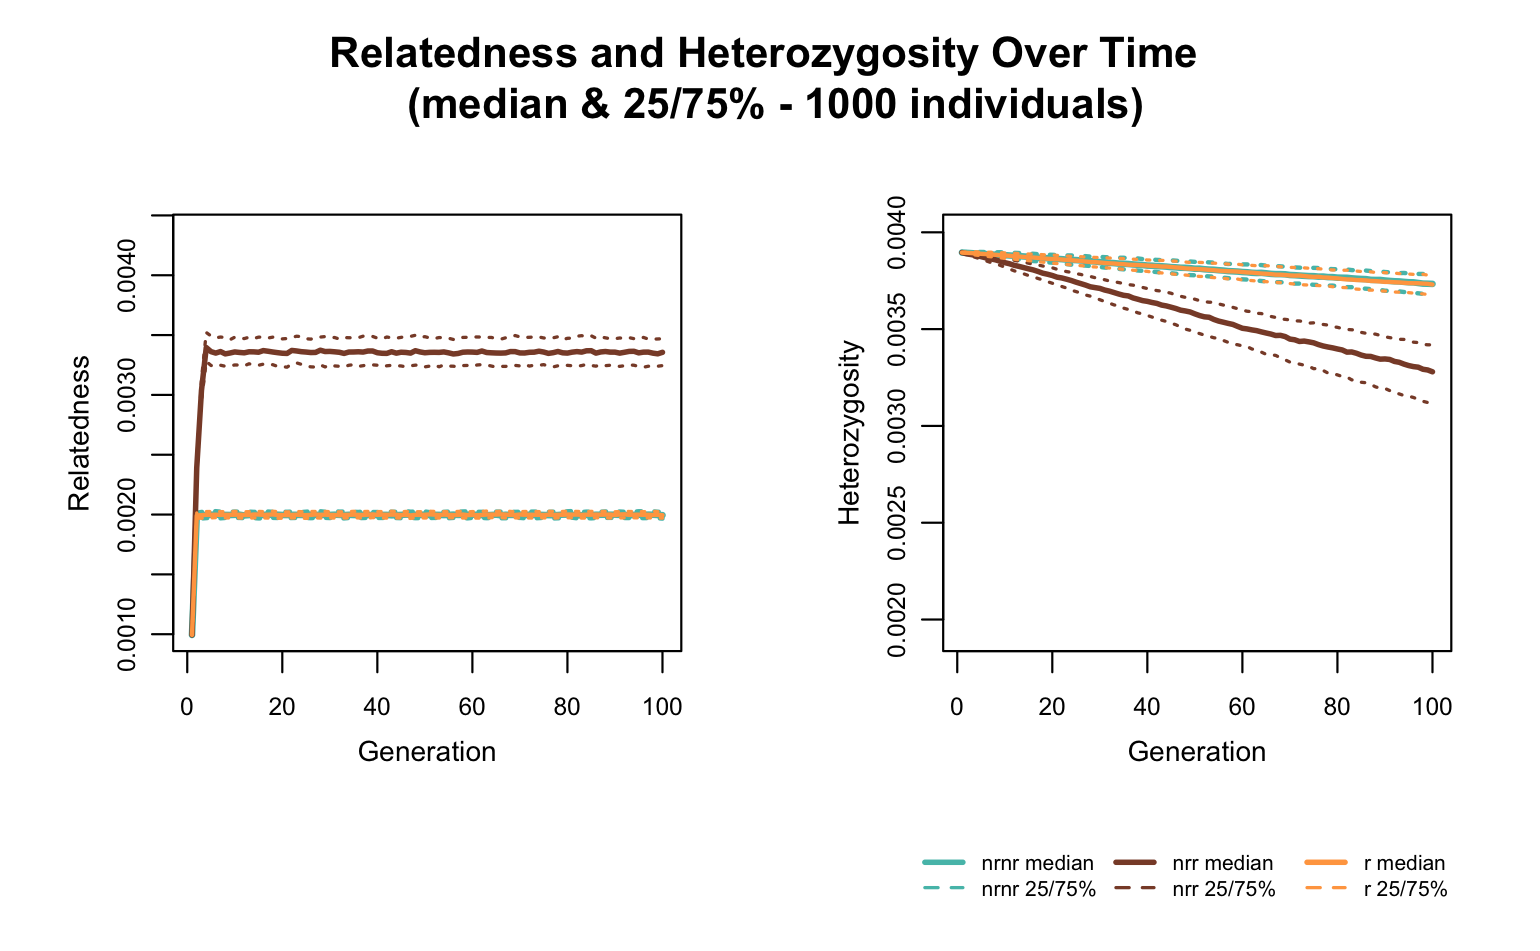 Relatedness and Heterozygosity Over Time
(median & 25/75% - 1000 individuals)
Relatedness
0.0040
0.0030
0.0020
0.0010
0 20 40 60 80 100
Generation
Heterozygosity
0.0040
0.0035
0.0030
0.0025
0.0020
0 20 40 60 80 100
Generation
nrnr median nrr median r median
nrnr 25/75% nrr 25/75% r 25/75%